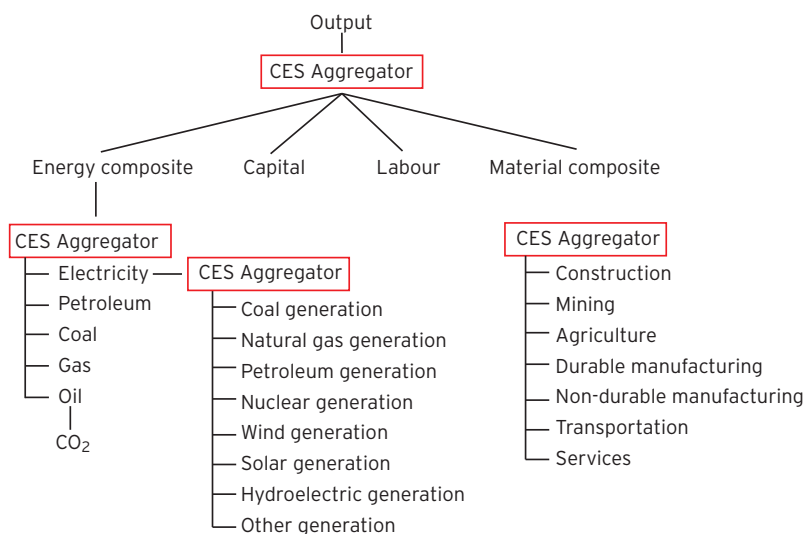 Output
CES Aggregator
Energy composite
Capital
Labour
Material composite
CES Aggregator
Electricity
Petroleum
Coal
Gas
Oil
CO₂
CES Aggregator
Coal generation
Natural gas generation
Petroleum generation
Nuclear generation
Wind generation
Solar generation
Hydroelectric generation
Other generation
CES Aggregator
Construction
Mining
Agriculture
Durable manufacturing
Non-durable manufacturing
Transportation
Services